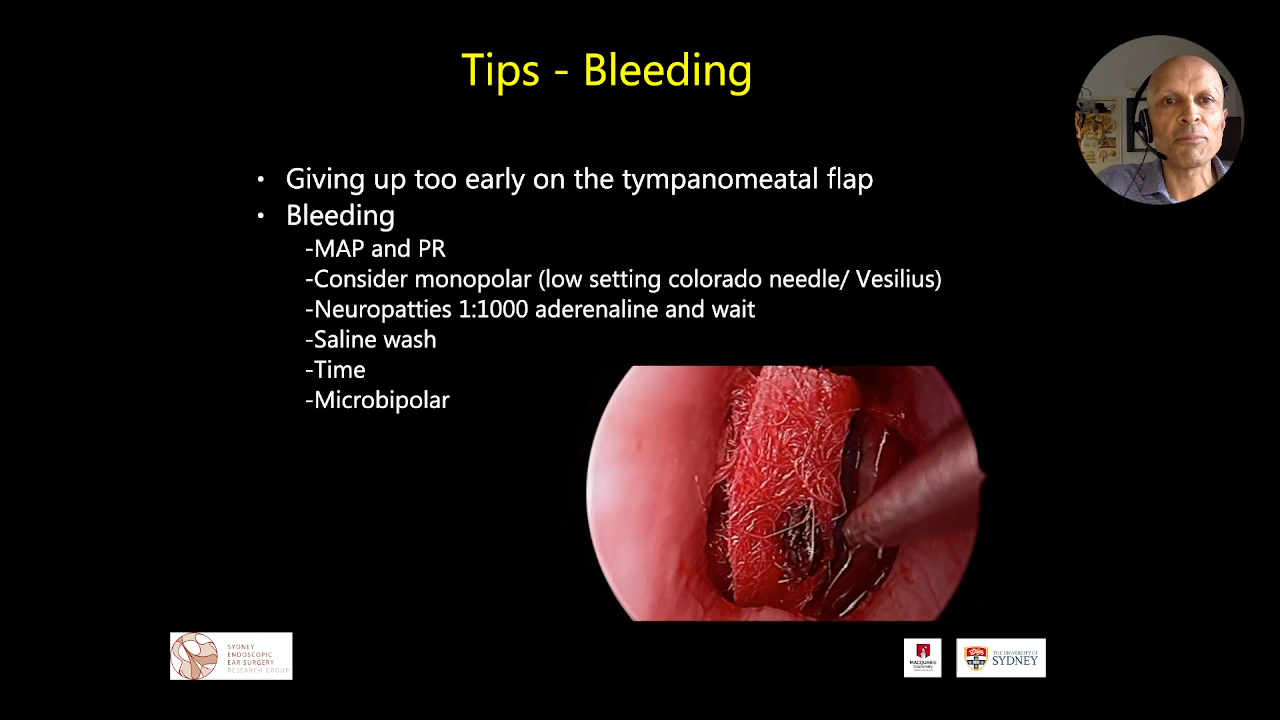 Tips - Bleeding
• Giving up too early on the tympanomeatal flap
• Bleeding
-MAP and PR
-Consider monopolar (low setting colorado needle/ Vesilius)
-Neuropatties 1:1000 aderenaline and wait
-Saline wash
-Time
-Microbipolar
SYDNEY
ENDOSCOPIC
EAR SURGERY
RESEARCH GROUP
MACQUARIE
University
THE UNIVERSITY OF
SYDNEY